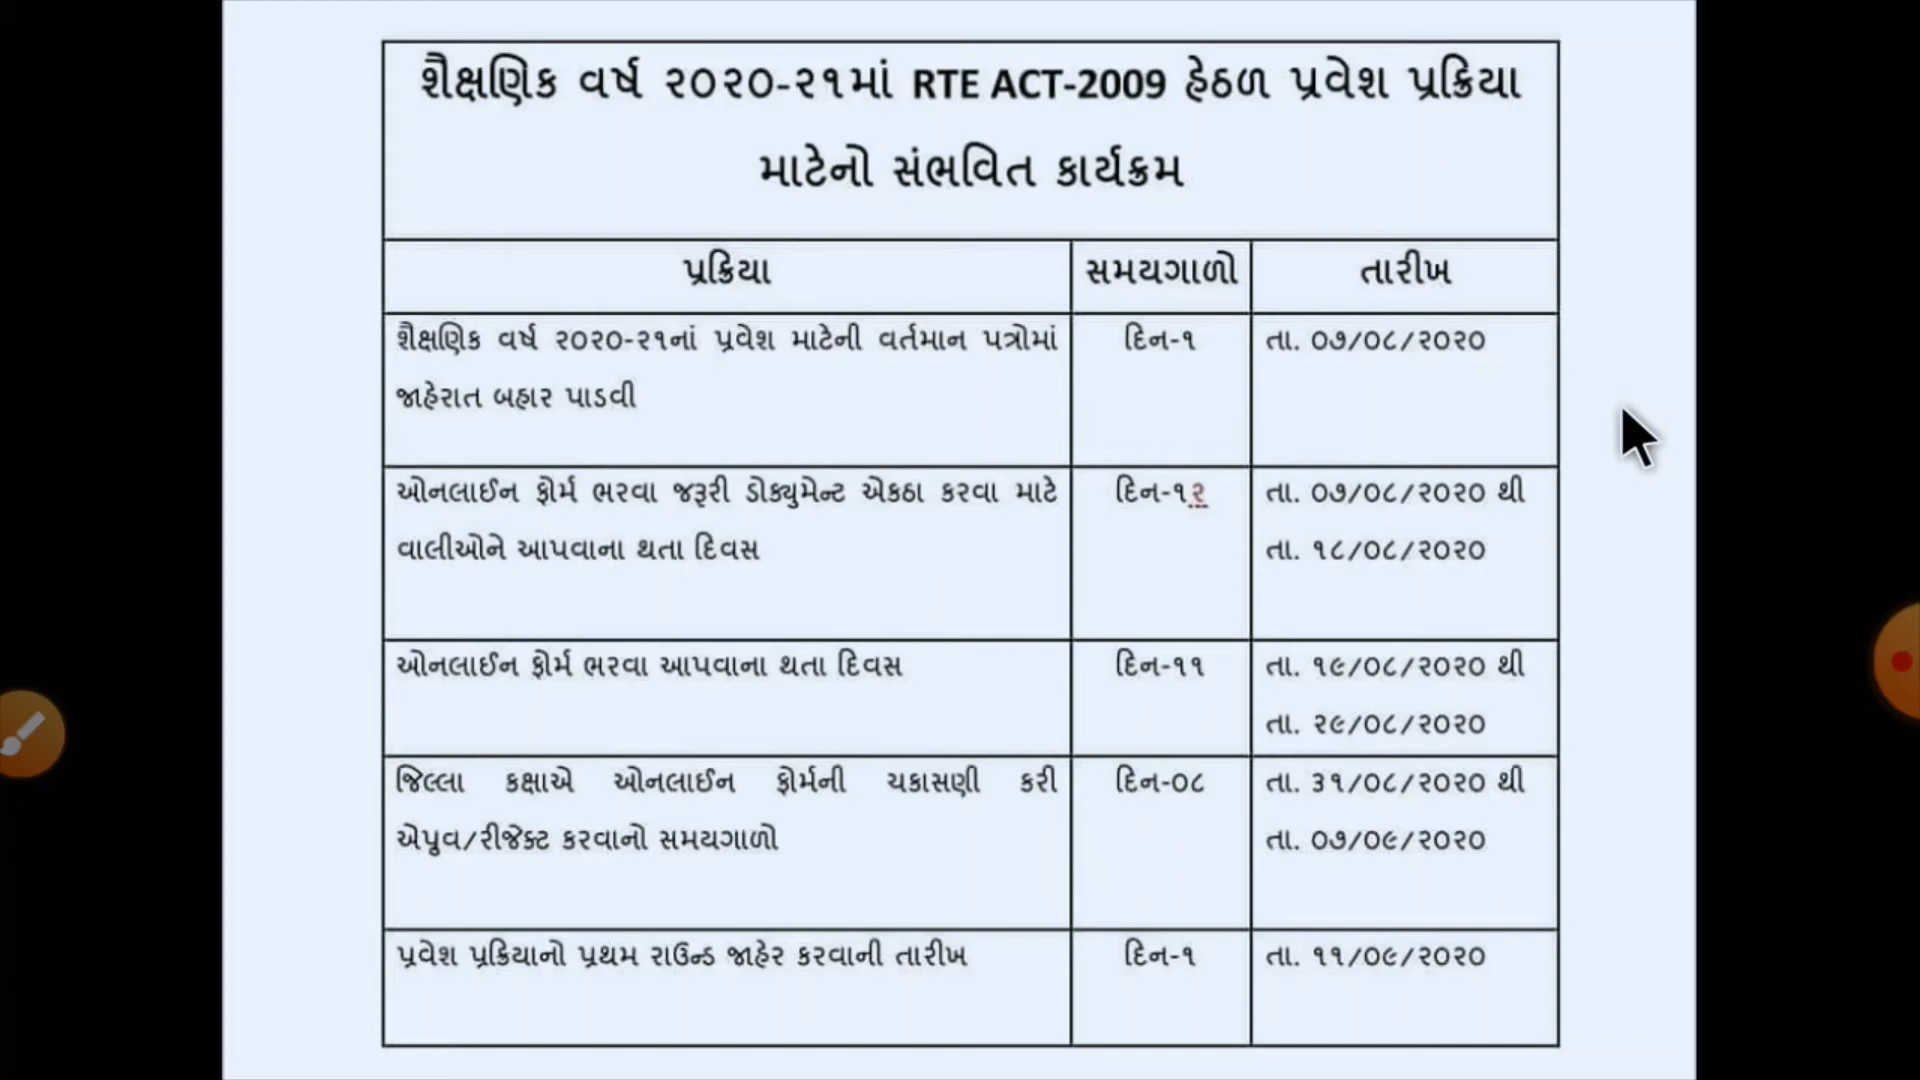 શૈક્ષણિક વર્ષ ૨૦૨૦-૨૧માં RTE ACT-2009 હેઠળ પ્રવેશ પ્રક્રિયા
માટેનો સંભવિત કાર્યક્રમ
પ્રક્રિયા સમયગાળો તારીખ
શૈક્ષણિક વર્ષ ૨૦૨૦-૨૧નાં પ્રવેશ માટેની વર્તમાન પત્રોમાં દિન-૧ તા. ૦૭/૦૮/૨૦૨૦
જાહેરાત બહાર પાડવી
ઓનલાઈન ફોર્મ ભરવા જરૂરી ડોક્યુમેન્ટ એકઠા કરવા માટે દિન-૧૨ તા. ૦૭/૦૮/૨૦૨૦ થી
વાલીઓને આપવાના થતા દિવસ તા. ૧૮/૦૮/૨૦૨૦
ઓનલાઈન ફોર્મ ભરવા આપવાના થતા દિવસ દિન-૧૧ તા. ૧૯/૦૮/૨૦૨૦ થી
તા. ૨૯/૦૮/૨૦૨૦
જિલ્લા કક્ષાએ ઓનલાઈન ફોર્મની ચકાસણી કરી દિન-૦૮ તા. ૩૧/૦૮/૨૦૨૦ થી
એપ્રુવ/રીજેક્ટ કરવાનો સમયગાળો તા. ૦૭/૦૯/૨૦૨૦
પ્રવેશ પ્રક્રિયાનો પ્રથમ રાઉન્ડ જાહેર કરવાની તારીખ દિન-૧ તા. ૧૧/૦૯/૨૦૨૦